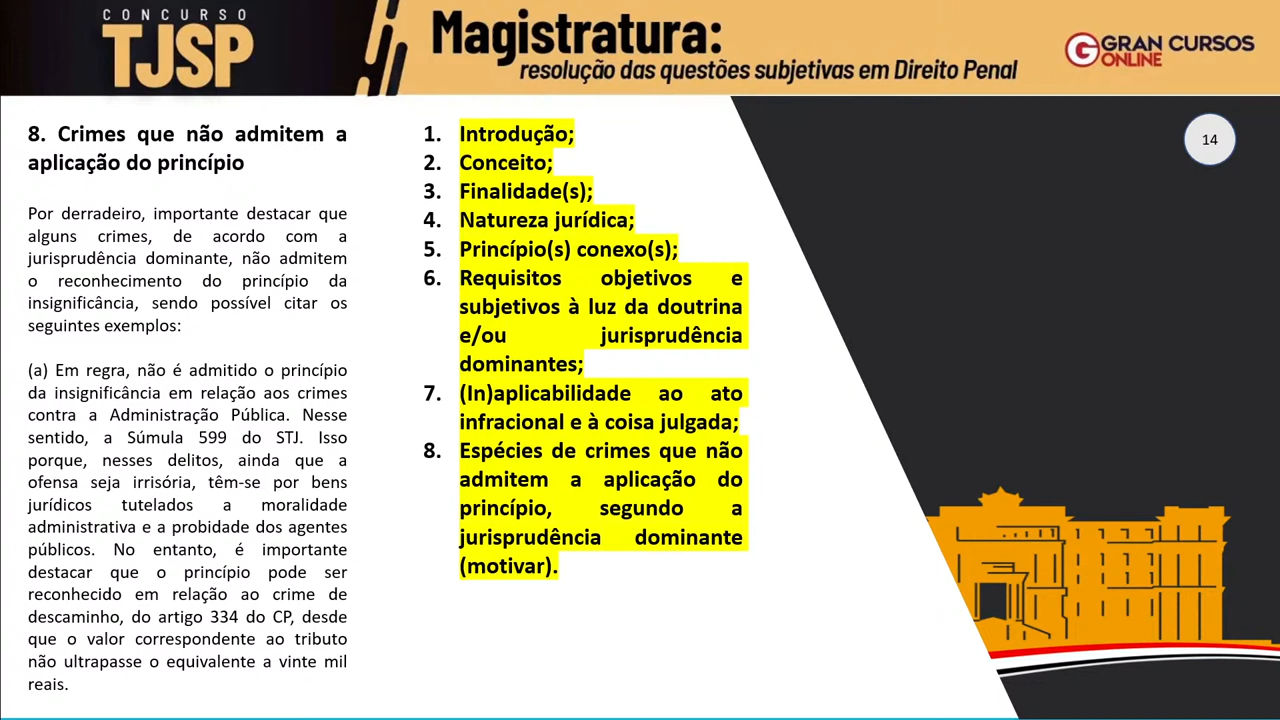 CONCURSO
TJSP
Magistratura:
resolução das questões subjetivas em Direito Penal
GRAN CURSOS
ONLINE
14
8. Crimes que não admitem a
aplicação do princípio
Por derradeiro, importante destacar que
alguns crimes, de acordo com a
jurisprudência dominante, não admitem
o reconhecimento do princípio da
insignificância, sendo possível citar os
seguintes exemplos:
(a) Em regra, não é admitido o princípio
da insignificância em relação aos crimes
contra a Administração Pública. Nesse
sentido, a Súmula 599 do STJ. Isso
porque, nesses delitos, ainda que a
ofensa seja irrisória, têm-se por bens
jurídicos tutelados a moralidade
administrativa e a probidade dos agentes
públicos. No entanto, é importante
destacar que o princípio pode ser
reconhecido em relação ao crime de
descaminho, do artigo 334 do CP, desde
que o valor correspondente ao tributo
não ultrapasse o equivalente a vinte mil
reais.
1. Introdução;
2. Conceito;
3. Finalidade(s);
4. Natureza jurídica;
5. Princípio(s) conexo(s);
6. Requisitos objetivos e
subjetivos à luz da doutrina
e/ou jurisprudência
dominantes;
7. (In)aplicabilidade ao ato
infracional e à coisa julgada;
8. Espécies de crimes que não
admitem a aplicação do
princípio, segundo a
jurisprudência dominante
(motivar).